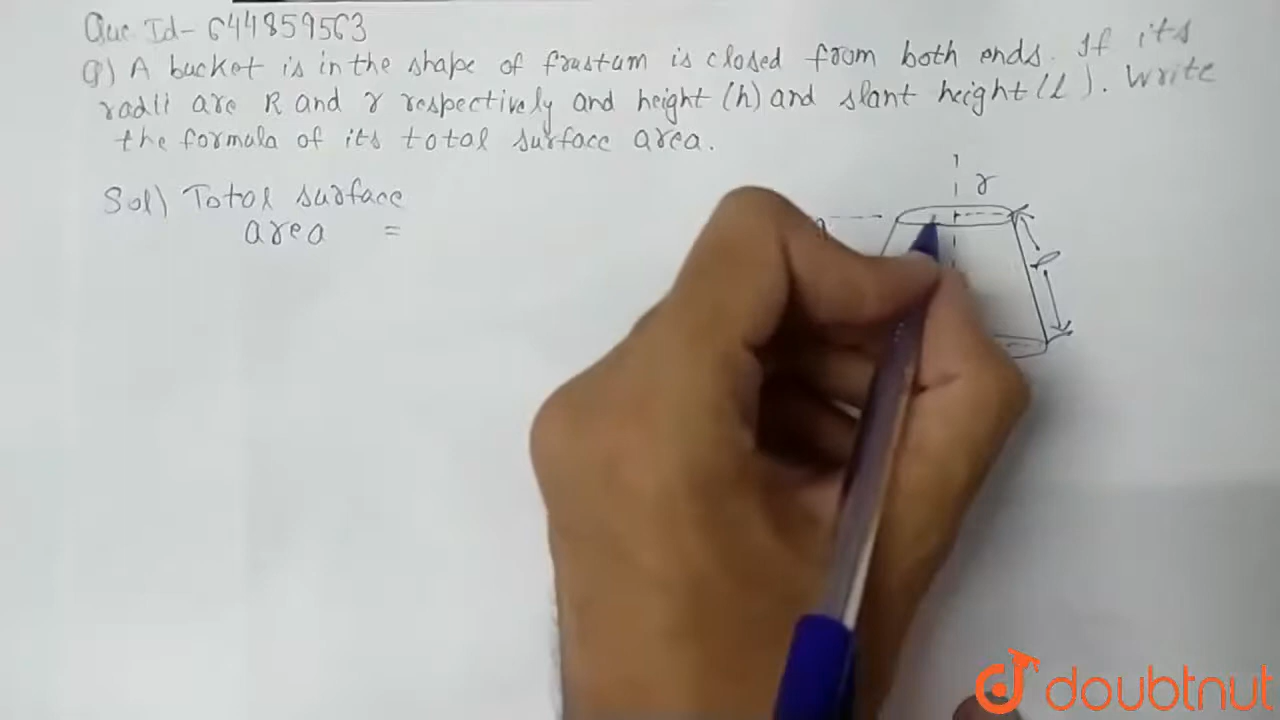 Que Id- 644859563
Q) A bucket is in the shape of frustum is closed from both ends. If its
radii are R and r respectively and height (h) and slant height (l). Write
the formula of its total surface area.
Sol) Total surface
area =
r
l
doubtnut